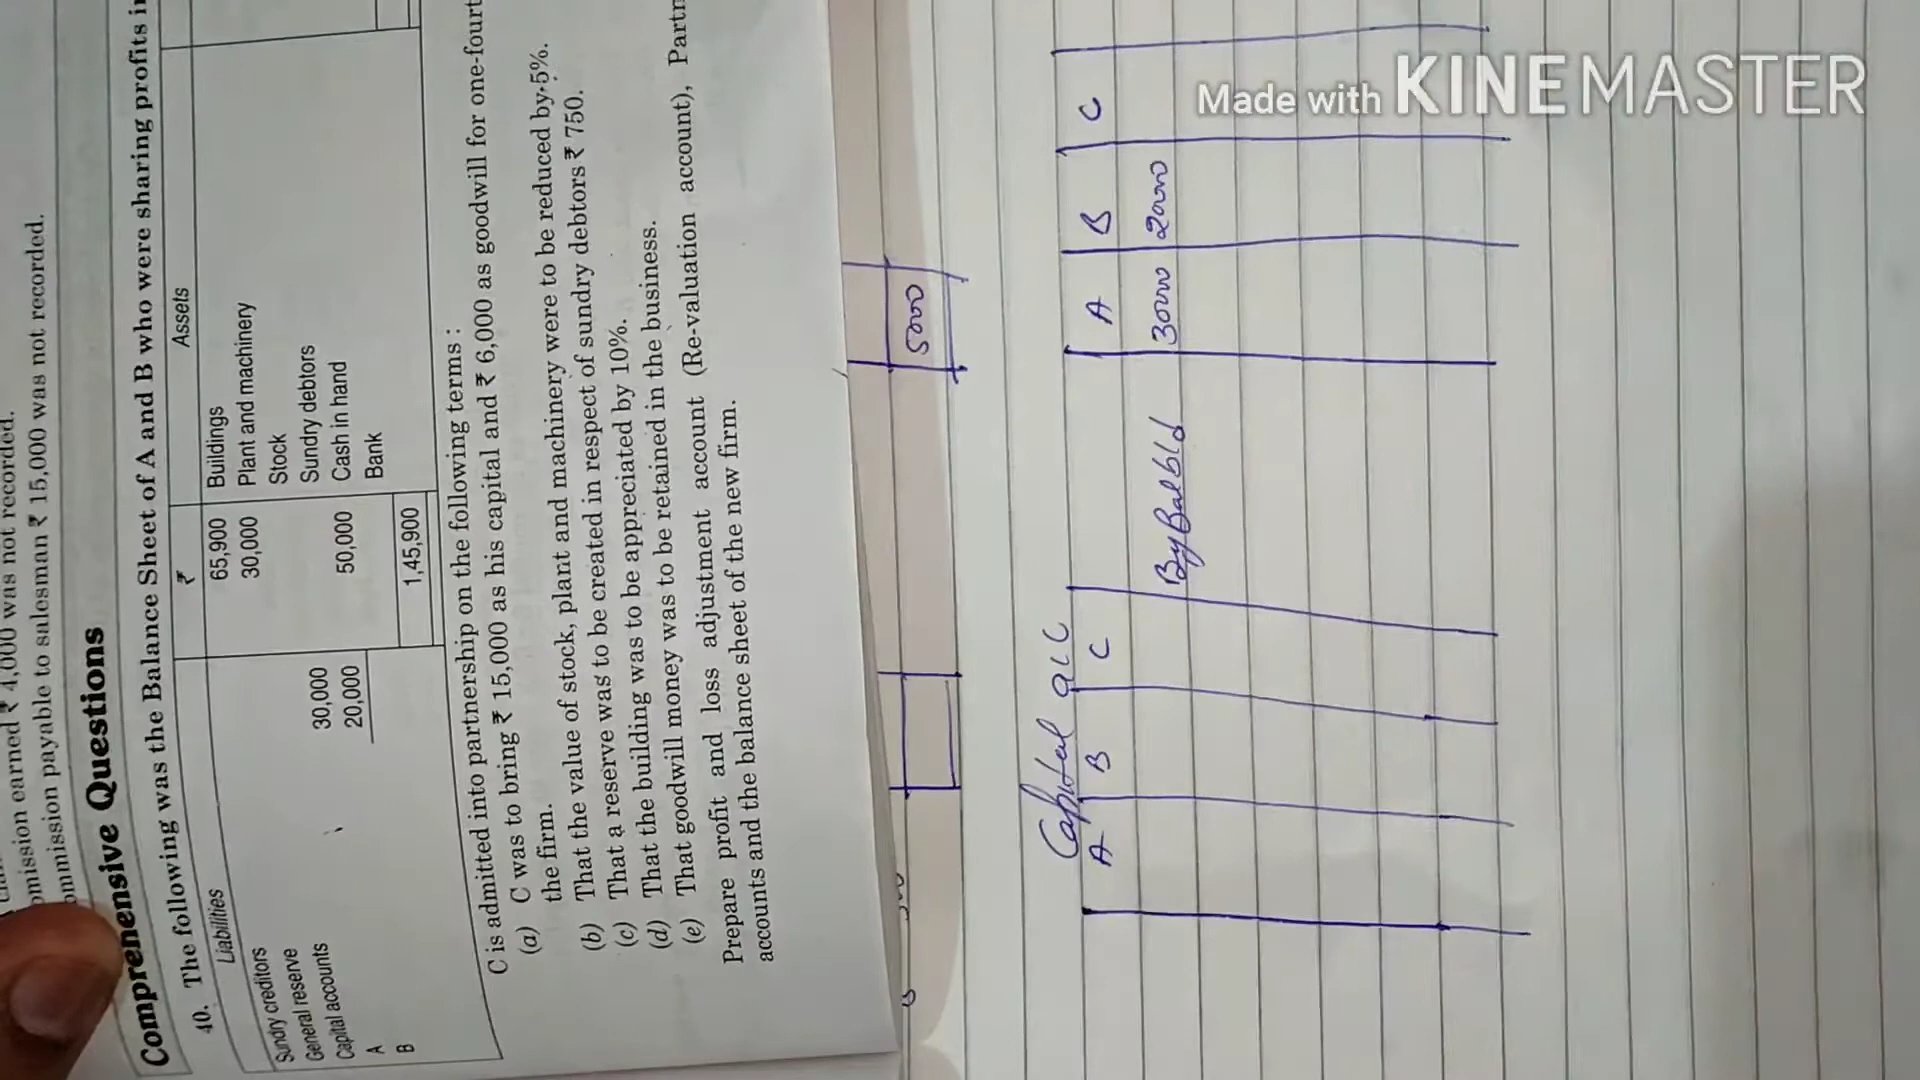 mission earned ₹ 4,000 was not recorded.
ommission payable to salesman ₹ 15,000 was not recorded.
Comprehensive Questions
40. The following was the Balance Sheet of A and B who were sharing profits
Liabilities ₹ Assets
Sundry creditors 65,900 Buildings
General reserve 30,000 Plant and machinery
Capital accounts Stock
A 30,000 Sundry debtors
B 20,000 50,000 Cash in hand
Bank
1,45,900
C is admitted into partnership on the following terms :
(a) C was to bring ₹ 15,000 as his capital and ₹ 6,000 as goodwill for one-fourt
the firm.
(b) That the value of stock, plant and machinery were to be reduced by 5%.
(c) That a reserve was to be created in respect of sundry debtors ₹ 750.
(d) That the building was to be appreciated by 10%.
(e) That goodwill money was to be retained in the business.
Prepare profit and loss adjustment account (Re-valuation account), Partn
accounts and the balance sheet of the new firm.
5000
Capital a/c
A B C A B C
By Bal b/d 30000 20000
Made with KINEMASTER